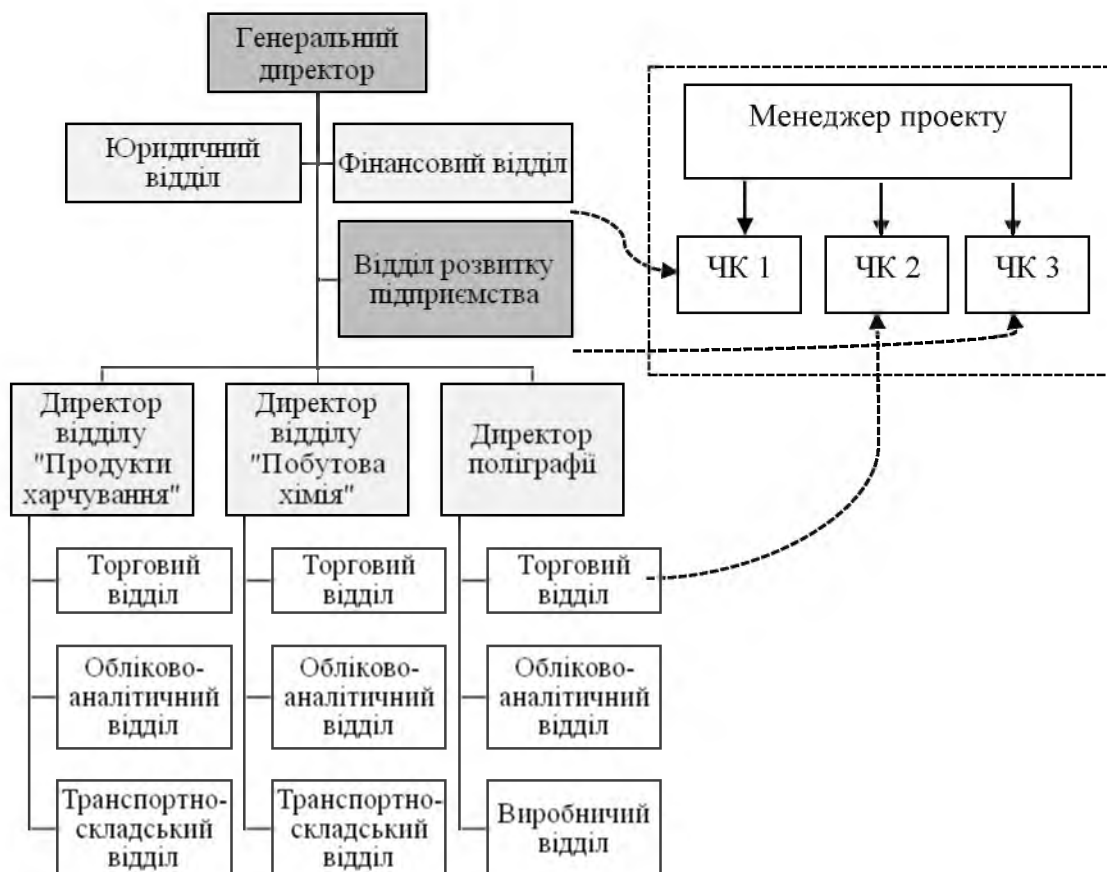 Генеральний
директор
Юридичний
відділ
Фінансовий відділ
Відділ розвитку
підприємства
Менеджер проекту
ЧК 1
ЧК 2
ЧК 3
Директор
відділу
"Продукти
харчування"
Директор
відділу
"Побутова
хімія"
Директор
поліграфії
Торговий
відділ
Торговий
відділ
Торговий
відділ
Обліково-
аналітичний
відділ
Обліково-
аналітичний
відділ
Обліково-
аналітичний
відділ
Транспортно-
складський
відділ
Транспортно-
складський
відділ
Виробничий
відділ